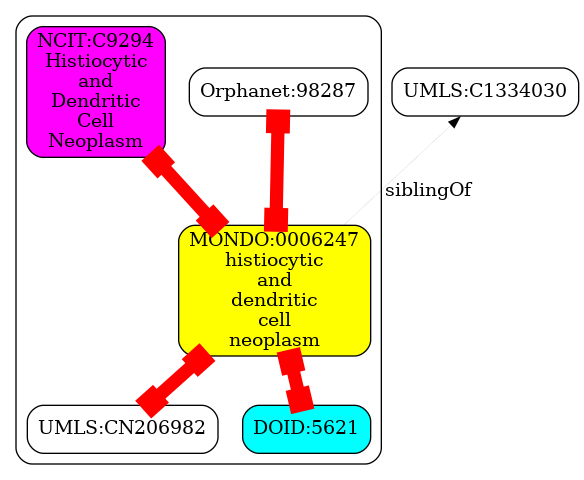 NCIT:C9294
Histiocytic
and
Dendritic
Cell
Neoplasm
Orphanet:98287
UMLS:C1334030
siblingOf
MONDO:0006247
histiocytic
and
dendritic
cell
neoplasm
UMLS:CN206982
DOID:5621